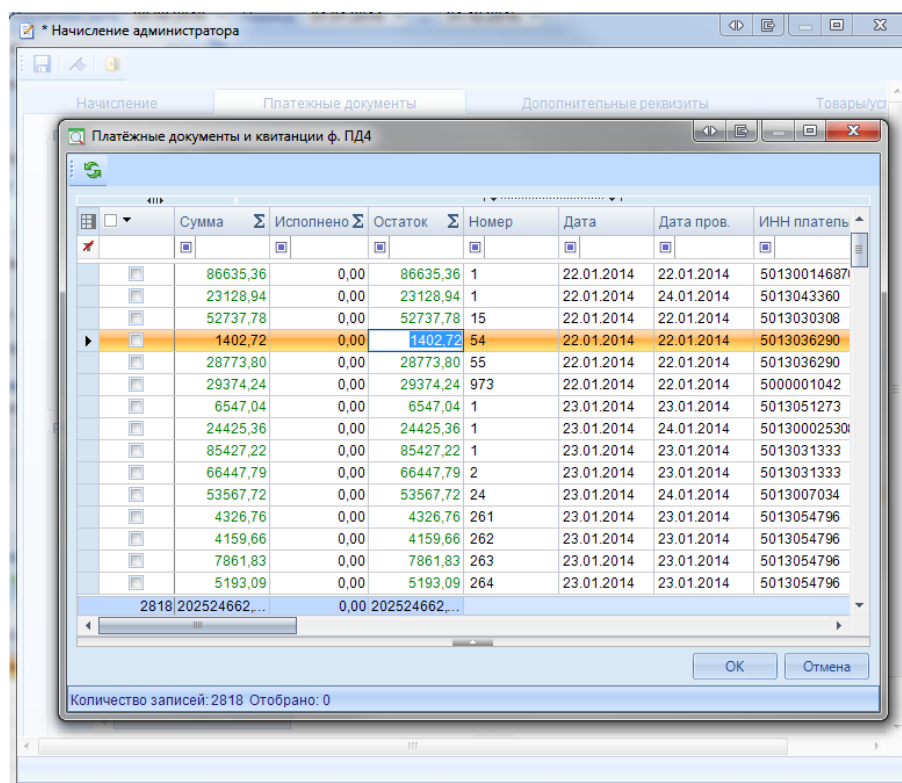 * Начисление администратора
Начисление Платежные документы Дополнительные реквизиты Товары/ус
Платёжные документы и квитанции ф. ПД4
Сумма Σ Исполнено Σ Остаток Σ Номер Дата Дата пров. ИНН платель
86635,36 0,00 86635,36 1 22.01.2014 22.01.2014 50130014687
23128,94 0,00 23128,94 1 22.01.2014 24.01.2014 5013043360
52737,78 0,00 52737,78 15 22.01.2014 22.01.2014 5013030308
1402,72 0,00 1402,72 54 22.01.2014 22.01.2014 5013036290
28773,80 0,00 28773,80 55 22.01.2014 22.01.2014 5013036290
29374,24 0,00 29374,24 973 22.01.2014 22.01.2014 5000001042
6547,04 0,00 6547,04 1 23.01.2014 23.01.2014 5013051273
24425,36 0,00 24425,36 1 23.01.2014 24.01.2014 50130002530
85427,22 0,00 85427,22 1 23.01.2014 23.01.2014 5013031333
66447,79 0,00 66447,79 2 23.01.2014 23.01.2014 5013031333
53567,72 0,00 53567,72 24 23.01.2014 24.01.2014 5013007034
4326,76 0,00 4326,76 261 23.01.2014 23.01.2014 5013054796
4159,66 0,00 4159,66 262 23.01.2014 23.01.2014 5013054796
7861,83 0,00 7861,83 263 23.01.2014 23.01.2014 5013054796
5193,09 0,00 5193,09 264 23.01.2014 23.01.2014 5013054796
2818 202524662,... 0,00 202524662,...
ОК Отмена
Количество записей: 2818 Отобрано: 0